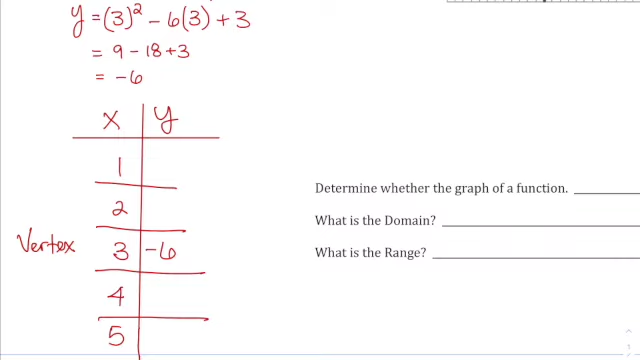 y = (3)² - 6(3) + 3
= 9 - 18 + 3
= -6
x y
1
2
Vertex 3 -6
4
5
Determine whether the graph of a function.
What is the Domain?
What is the Range?